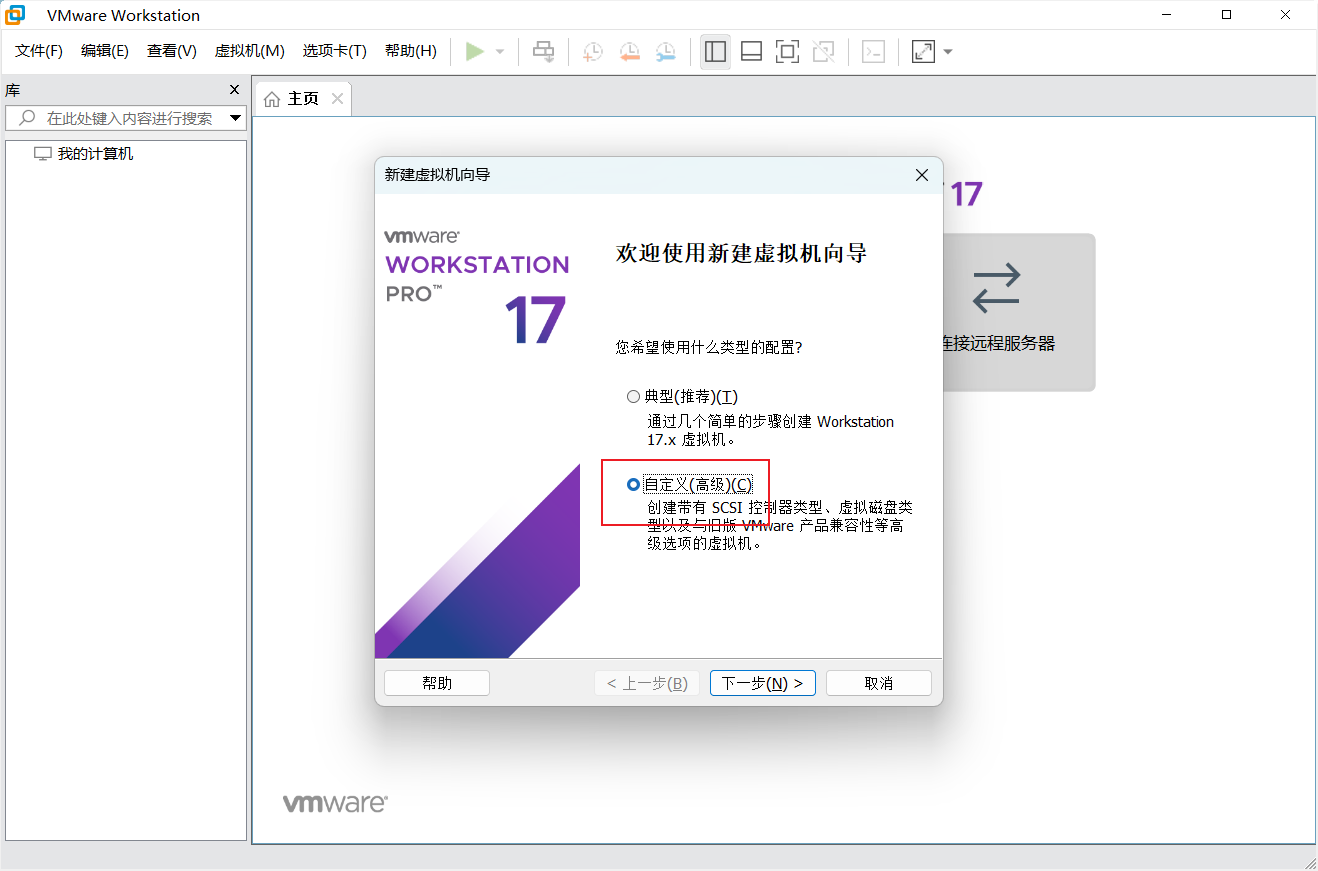 VMware Workstation
文件(F) 编辑(E) 查看(V) 虚拟机(M) 选项卡(T) 帮助(H)
库
在此处键入内容进行搜索
我的计算机
主页
17
连接远程服务器
新建虚拟机向导
vmware
WORKSTATION
PRO™
17
欢迎使用新建虚拟机向导
您希望使用什么类型的配置?
典型(推荐)(T)
通过几个简单的步骤创建 Workstation
17.x 虚拟机。
自定义(高级)(C)
创建带有 SCSI 控制器类型、虚拟磁盘类
型以及与旧版 VMware 产品兼容性等高
级选项的虚拟机。
帮助
< 上一步(B)
下一步(N) >
取消
vmware